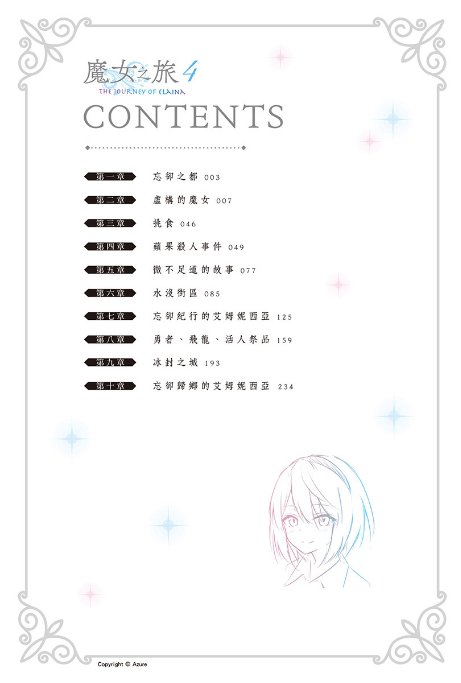 魔女之旅 4
THE JOURNEY OF ELAINA
CONTENTS
第一章 忘卻之都 003
第二章 虛構的魔女 007
第三章 挑食 046
第四章 蘋果殺人事件 049
第五章 微不足道的故事 077
第六章 水沒街區 085
第七章 忘卻紀行的艾姆妮西亞 125
第八章 勇者、飛龍、活人祭品 159
第九章 冰封之城 193
第十章 忘卻歸鄉的艾姆妮西亞 234
Copyright © Azure